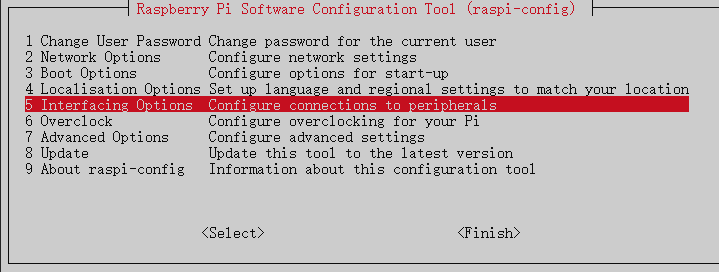 Raspberry Pi Software Configuration Tool (raspi-config)
1 Change User Password Change password for the current user
2 Network Options Configure network settings
3 Boot Options Configure options for start-up
4 Localisation Options Set up language and regional settings to match your location
5 Interfacing Options Configure connections to peripherals
6 Overclock Configure overclocking for your Pi
7 Advanced Options Configure advanced settings
8 Update Update this tool to the latest version
9 About raspi-config Information about this configuration tool
<Select> <Finish>